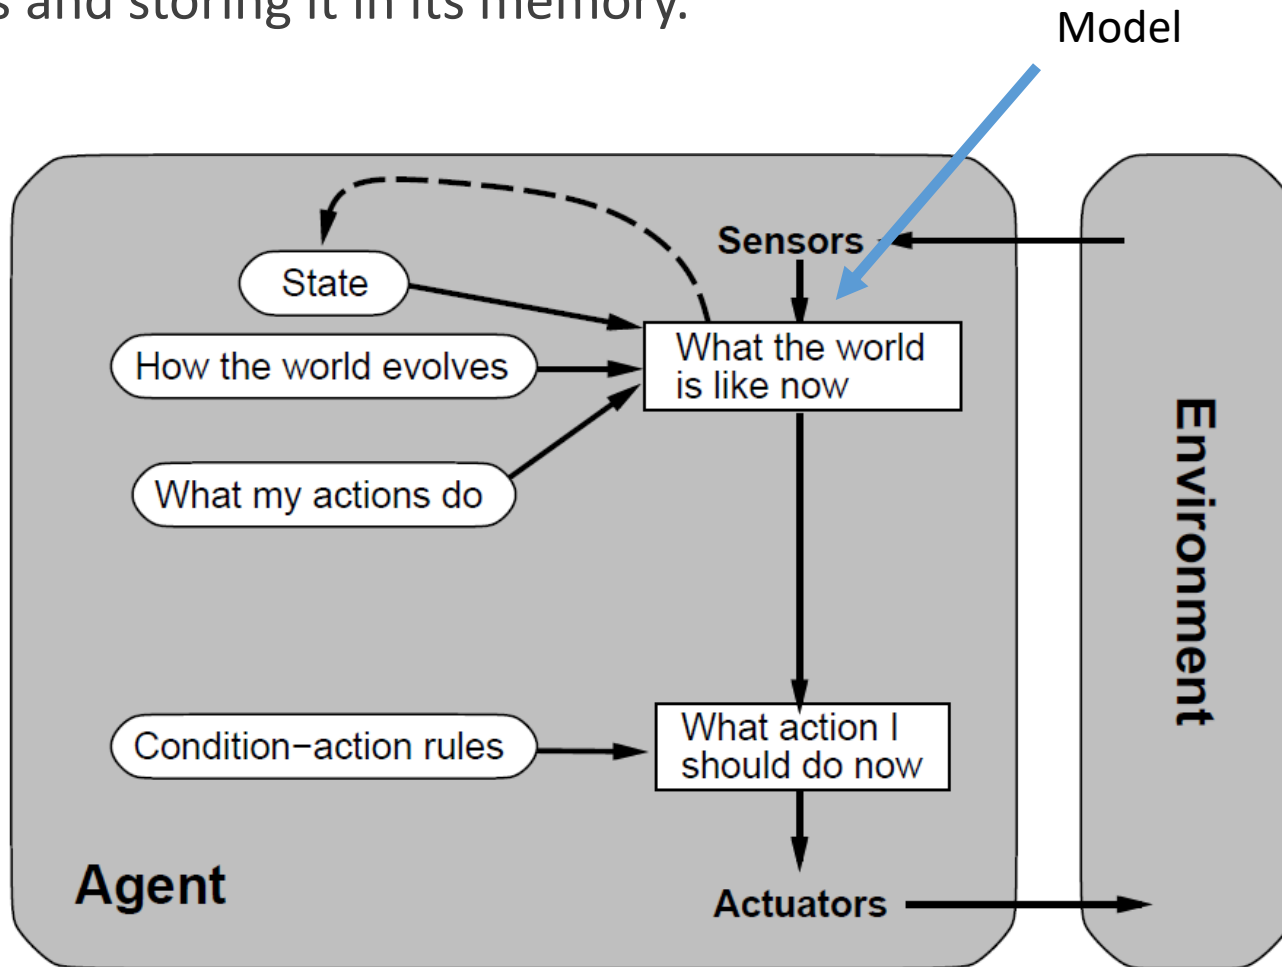 s and storing it in its memory.
Model
Sensors
State
What the world
is like now
How the world evolves
What my actions do
Environment
Condition−action rules
What action I
should do now
Agent
Actuators